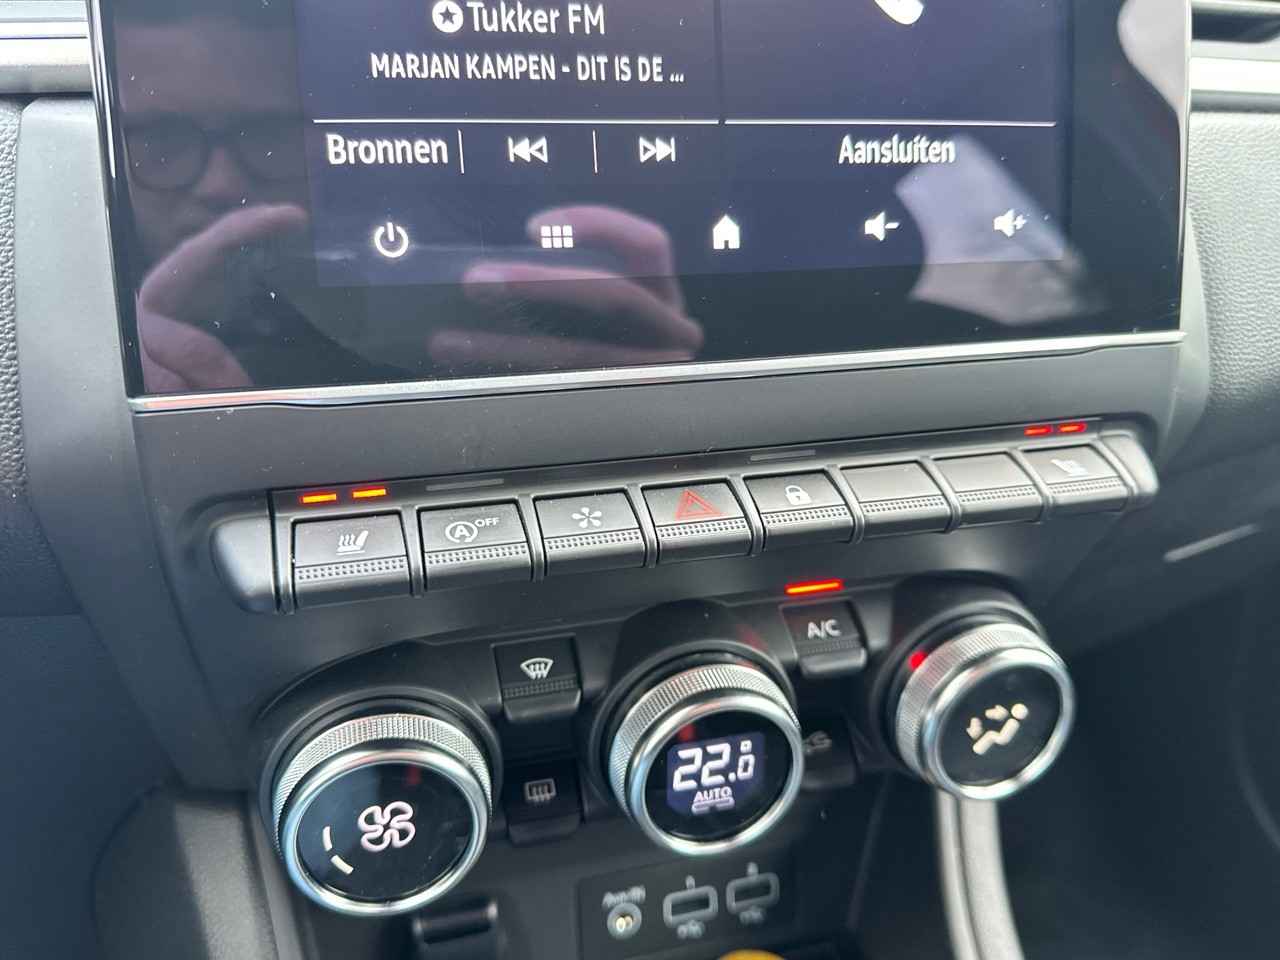 Tukker FM
MARJAN KAMPEN - DIT IS DE ...
Bronnen
Aansluiten
A OFF
A/C
22.0
AUTO